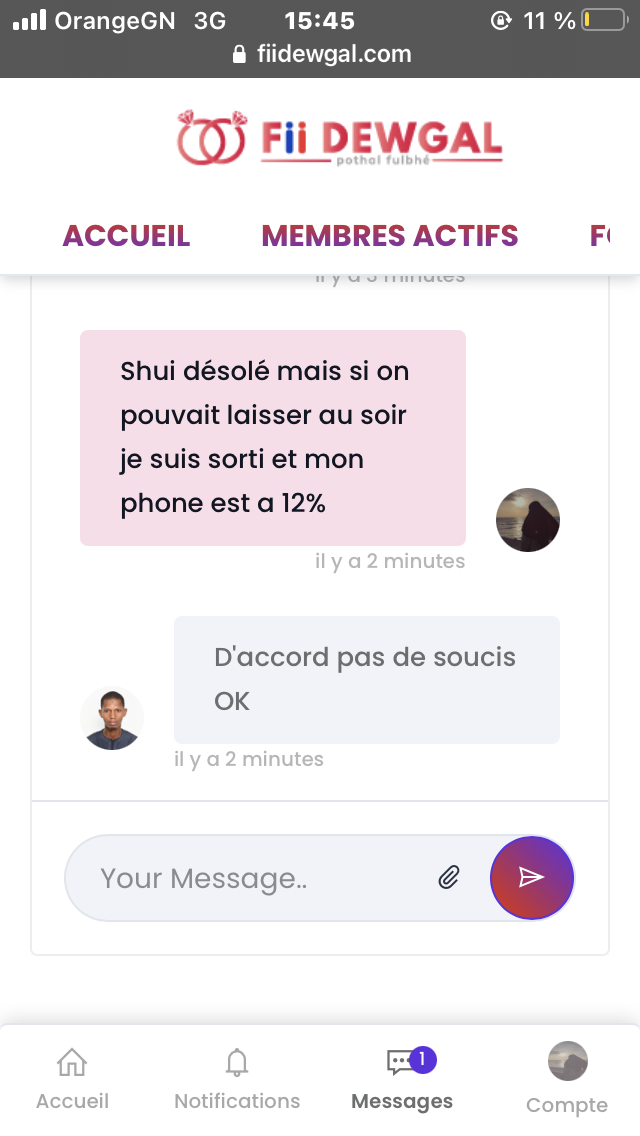 OrangeGN 3G 15:45 11 %
fiidewgal.com
Fii DEWGAL
pothal fulbhé
ACCUEIL MEMBRES ACTIFS
il y a 3 minutes
Shui désolé mais si on
pouvait laisser au soir
je suis sorti et mon
phone est a 12%
il y a 2 minutes
D'accord pas de soucis
OK
il y a 2 minutes
Your Message..
1
Accueil Notifications Messages Compte